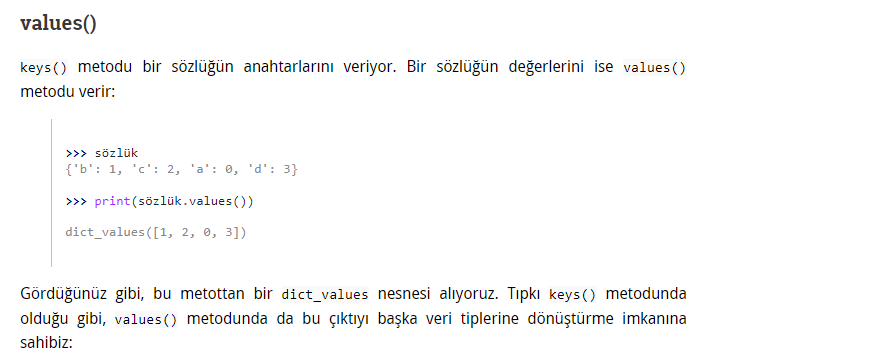 values()
keys() metodu bir sözlüğün anahtarlarını veriyor. Bir sözlüğün değerlerini ise values()
metodu verir:
>>> sözlük
{'b': 1, 'c': 2, 'a': 0, 'd': 3}
>>> print(sözlük.values())
dict_values([1, 2, 0, 3])
Gördüğünüz gibi, bu metottan bir dict_values nesnesi alıyoruz. Tıpkı keys() metodunda
olduğu gibi, values() metodunda da bu çıktıyı başka veri tiplerine dönüştürme imkanına
sahibiz: